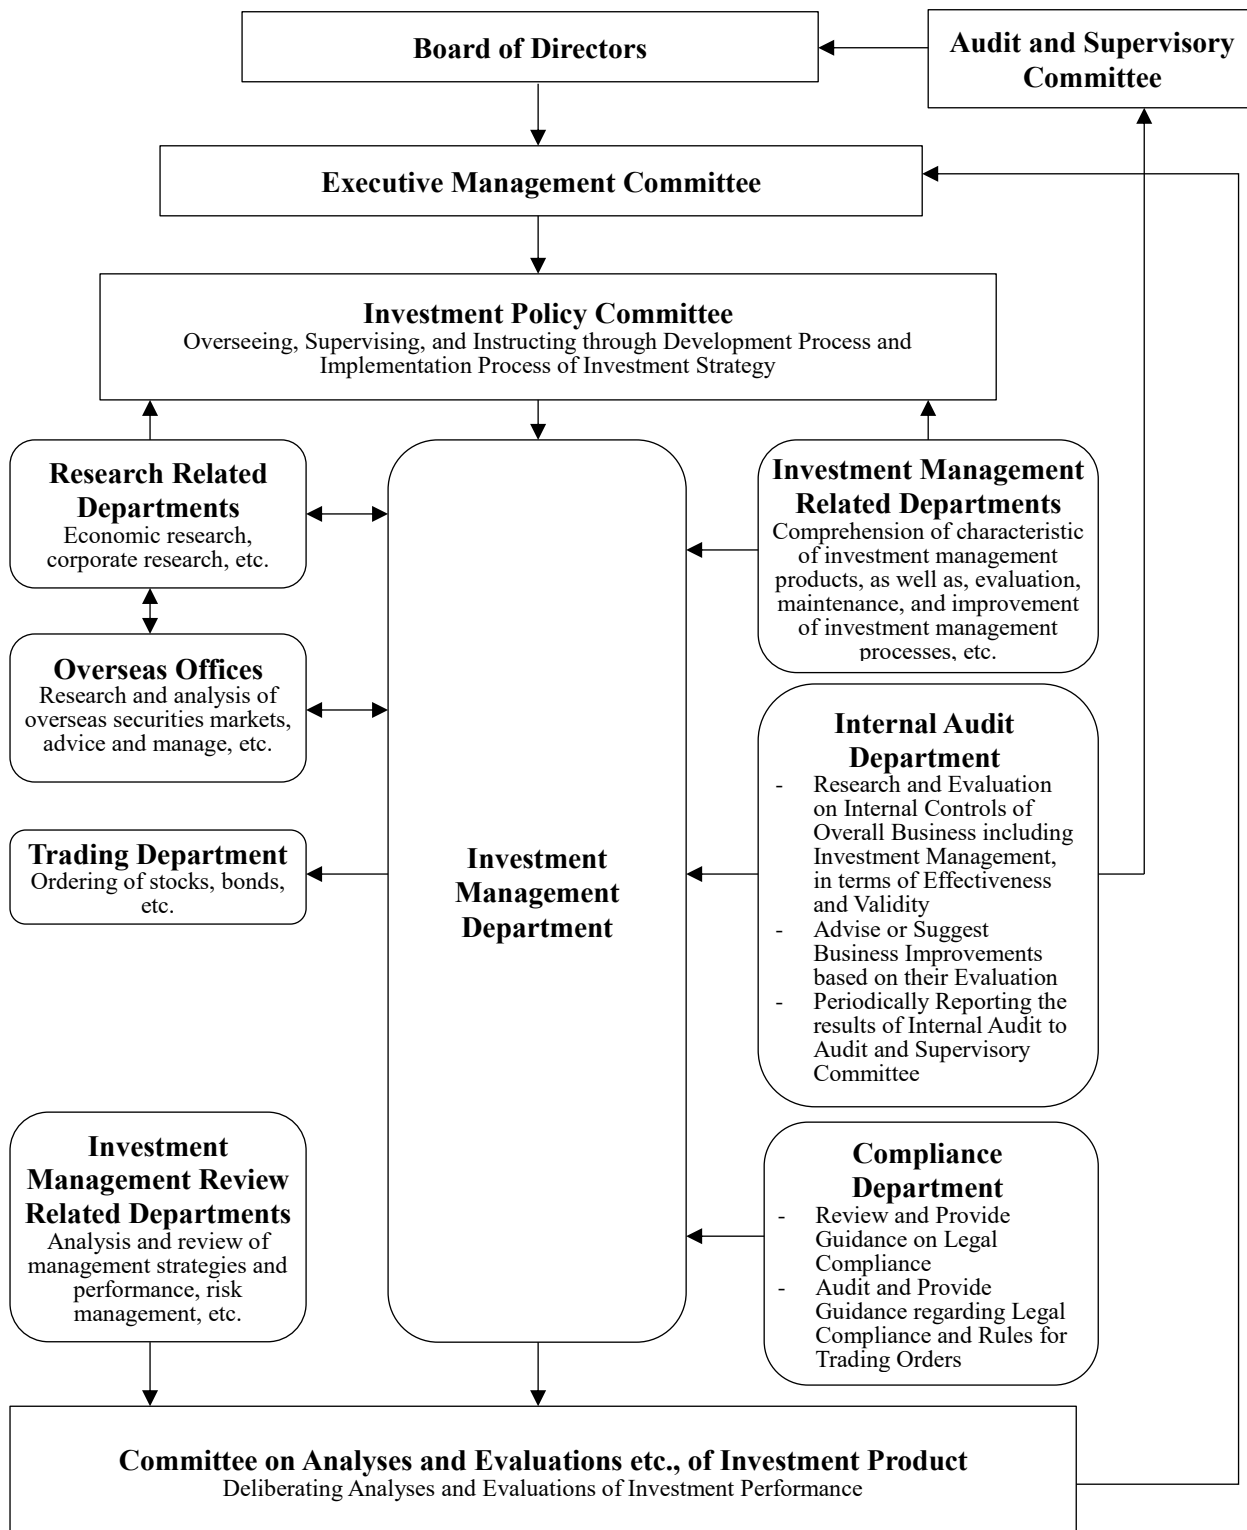 Board of Directors
Audit and Supervisory
Committee
Executive Management Committee
Investment Policy Committee
Overseeing, Supervising, and Instructing through Development Process and
Implementation Process of Investment Strategy
Research Related
Departments
Economic research,
corporate research, etc.
Investment Management
Related Departments
Comprehension of characteristic
of investment management
products, as well as, evaluation,
maintenance, and improvement
of investment management
processes, etc.
Overseas Offices
Research and analysis of
overseas securities markets,
advice and manage, etc.
Internal Audit
Department
- Research and Evaluation
on Internal Controls of
Overall Business including
Investment Management,
in terms of Effectiveness
and Validity
- Advise or Suggest
Business Improvements
based on their Evaluation
- Periodically Reporting the
results of Internal Audit to
Audit and Supervisory
Committee
Trading Department
Ordering of stocks, bonds,
etc.
Investment
Management
Department
Investment
Management Review
Related Departments
Analysis and review of
management strategies and
performance, risk
management, etc.
Compliance
Department
- Review and Provide
Guidance on Legal
Compliance
- Audit and Provide
Guidance regarding Legal
Compliance and Rules for
Trading Orders
Committee on Analyses and Evaluations etc., of Investment Product
Deliberating Analyses and Evaluations of Investment Performance